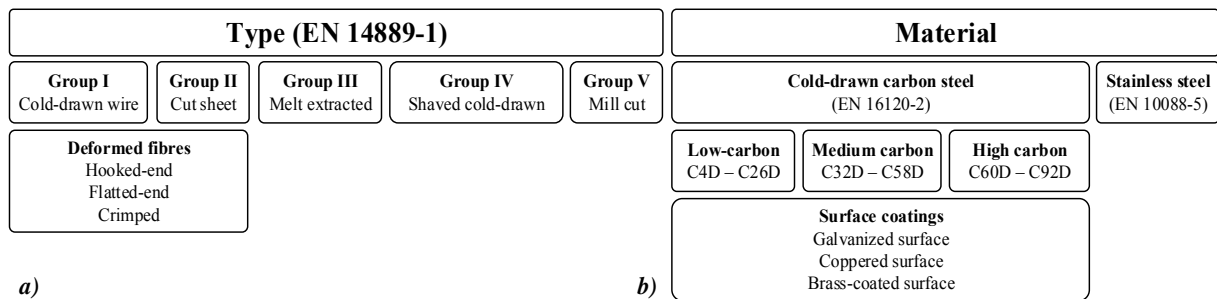 Type (EN 14889-1)
Group I
Cold-drawn wire
Group II
Cut sheet
Group III
Melt extracted
Group IV
Shaved cold-drawn
Group V
Mill cut
Deformed fibres
Hooked-end
Flatted-end
Crimped
a)
Material
Cold-drawn carbon steel
(EN 16120-2)
Stainless steel
(EN 10088-5)
Low-carbon
C4D – C26D
Medium carbon
C32D – C58D
High carbon
C60D – C92D
Surface coatings
Galvanized surface
Coppered surface
Brass-coated surface
b)